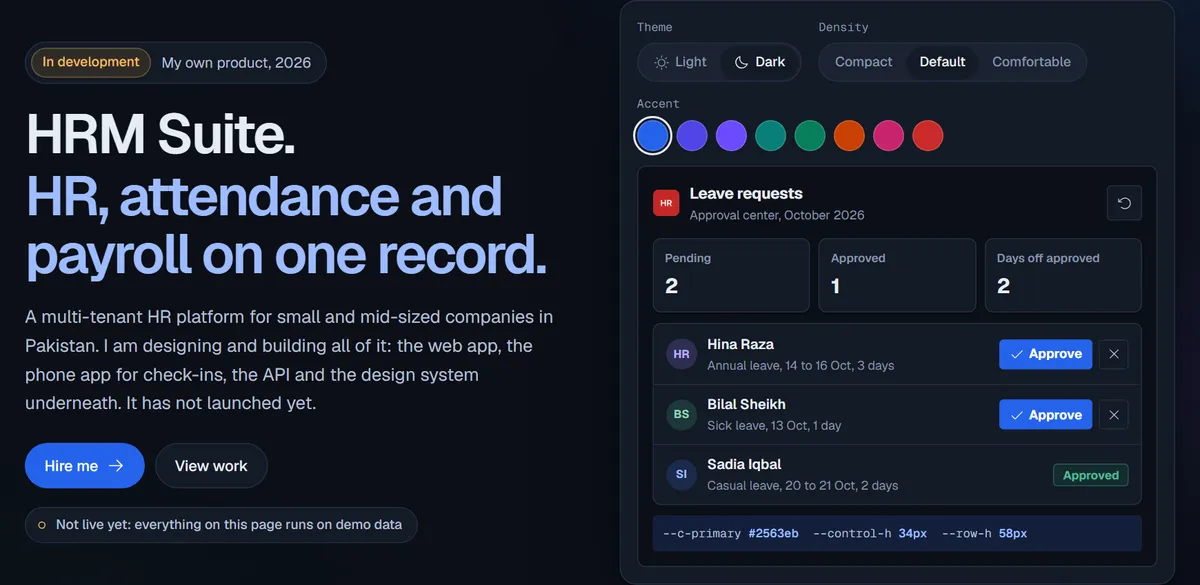 In development
My own product, 2026
HRM Suite.
HR, attendance and
payroll on one record.
A multi-tenant HR platform for small and mid-sized companies in
Pakistan. I am designing and building all of it: the web app, the
phone app for check-ins, the API and the design system
underneath. It has not launched yet.
Hire me
View work
Not live yet: everything on this page runs on demo data
Theme
Density
Light
Dark
Compact
Default
Comfortable
Accent
HR
Leave requests
Approval center, October 2026
Pending
2
Approved
1
Days off approved
2
HR
Hina Raza
Annual leave, 14 to 16 Oct, 3 days
Approve
BS
Bilal Sheikh
Sick leave, 13 Oct, 1 day
Approve
SI
Sadia Iqbal
Casual leave, 20 to 21 Oct, 2 days
Approved
--c-primary #2563eb --control-h 34px --row-h 58px